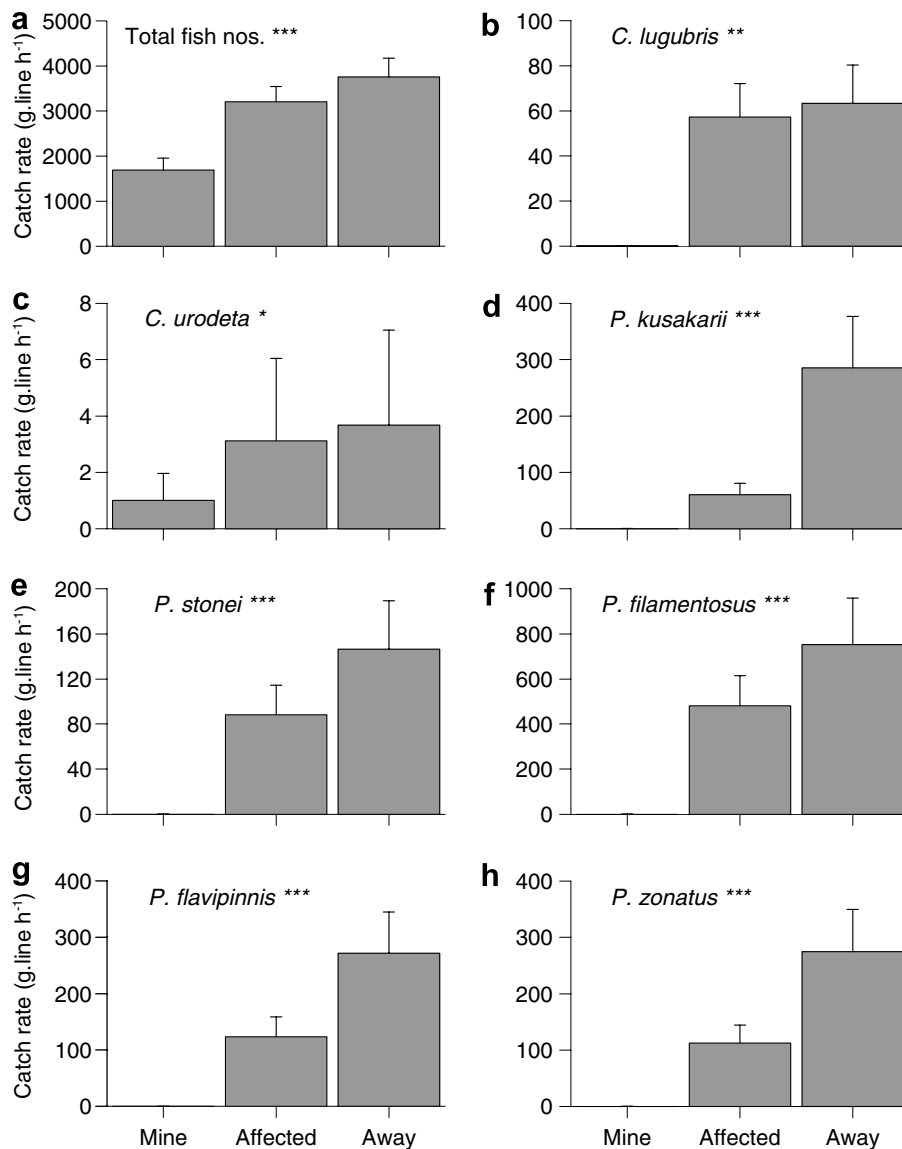 a
Total fish nos. ***
Catch rate (g.line h⁻¹)
5000
4000
3000
2000
1000
0
b
C. lugubris **
100
80
60
40
20
0
c
C. urodeta *
Catch rate (g.line h⁻¹)
8
6
4
2
0
d
P. kusakarii ***
400
300
200
100
0
e
P. stonei ***
Catch rate (g.line h⁻¹)
200
160
120
80
40
0
f
P. filamentosus ***
1000
800
600
400
200
0
g
P. flavipinnis ***
Catch rate (g.line h⁻¹)
400
300
200
100
0
Mine Affected Away
h
P. zonatus ***
400
300
200
100
0
Mine Affected Away